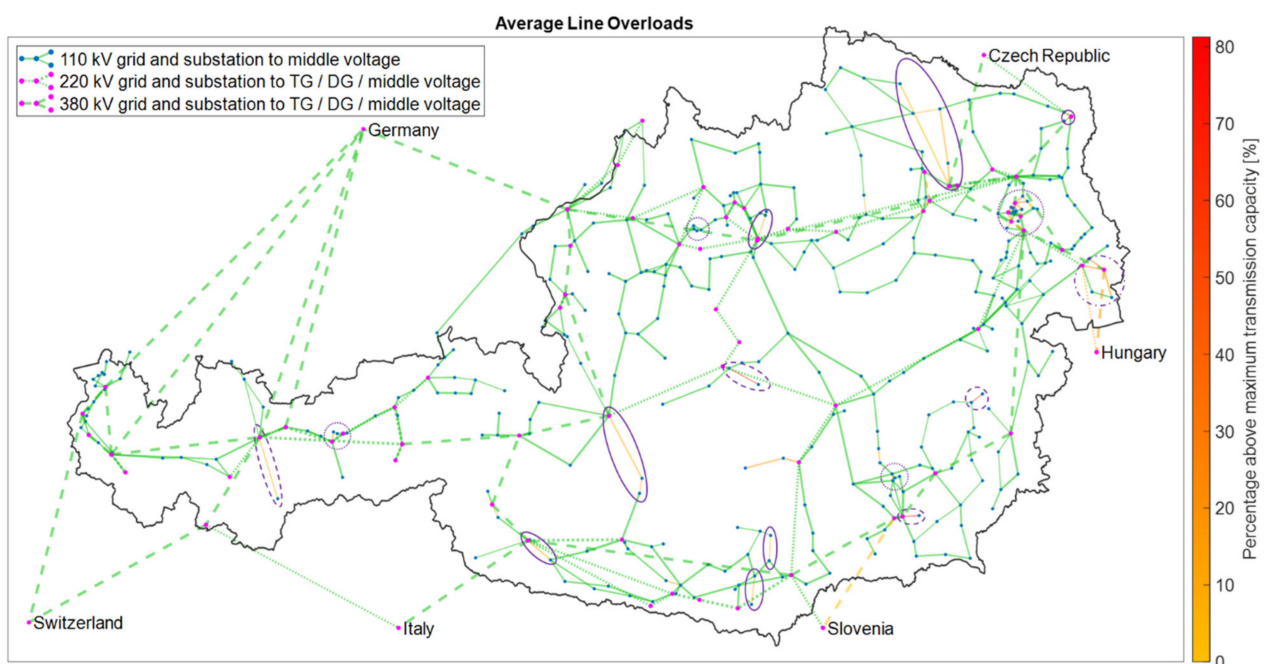 Average Line Overloads
110 kV grid and substation to middle voltage
220 kV grid and substation to TG / DG / middle voltage
380 kV grid and substation to TG / DG / middle voltage
Germany
Czech Republic
Hungary
Switzerland
Italy
Slovenia
80
70
60
50
40
30
20
10
0
Percentage above maximum transmission capacity [%]